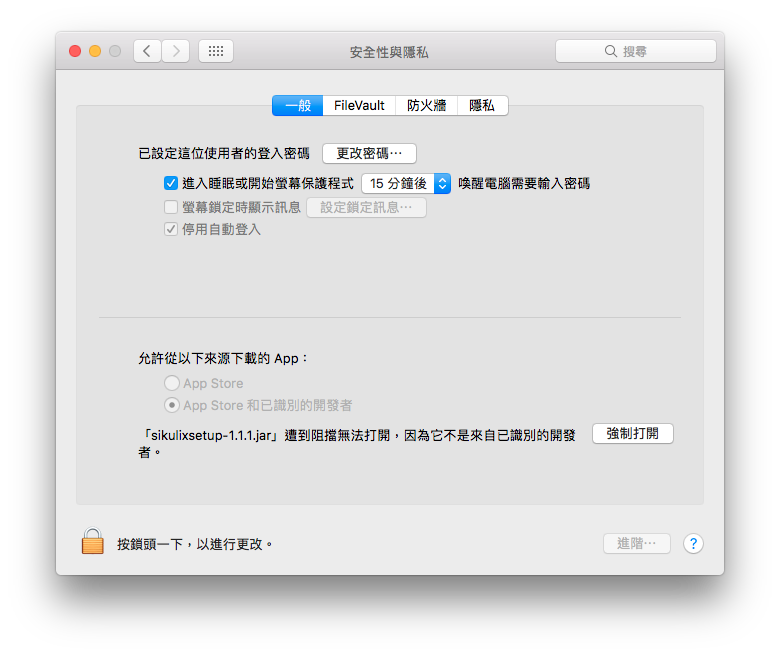 安全性與隱私
搜尋
一般 FileVault 防火牆 隱私
已設定這位使用者的登入密碼 更改密碼⋯
進入睡眠或開始螢幕保護程式 15 分鐘後 喚醒電腦需要輸入密碼
螢幕鎖定時顯示訊息 設定鎖定訊息⋯
停用自動登入
允許從以下來源下載的 App：
App Store
App Store 和已識別的開發者
「sikulixsetup-1.1.1.jar」遭到阻擋無法打開，因為它不是來自已識別的開發 強制打開
者。
按鎖頭一下，以進行更改。 進階⋯ ?